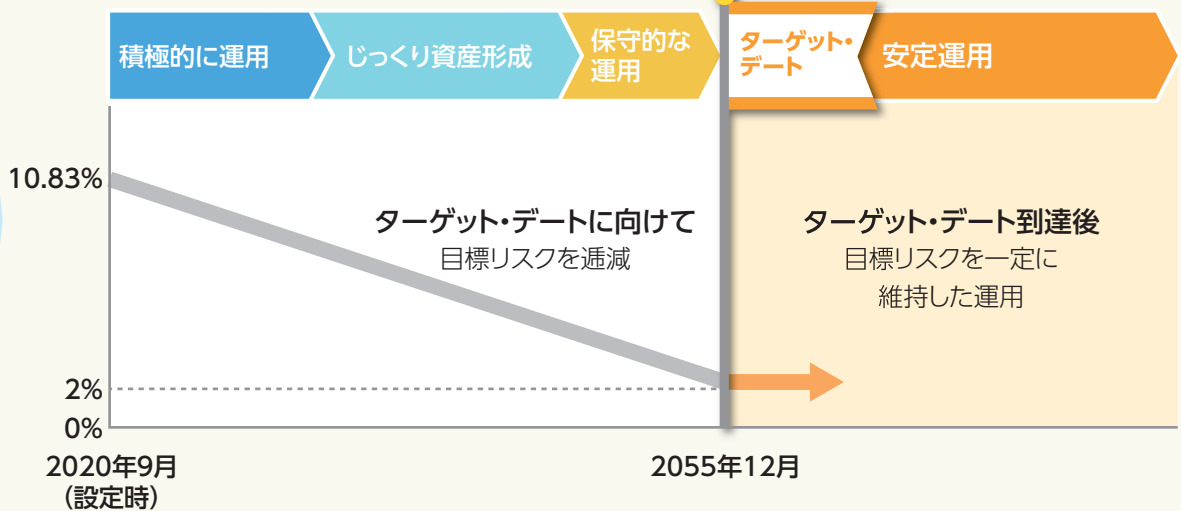 積極的に運用
じっくり資産形成
保守的な
運用
ターゲット・
デート
安定運用
10.83%
ターゲット・デートに向けて
目標リスクを逓減
ターゲット・デート到達後
目標リスクを一定に
維持した運用
2%
0%
2020年9月
(設定時)
2055年12月